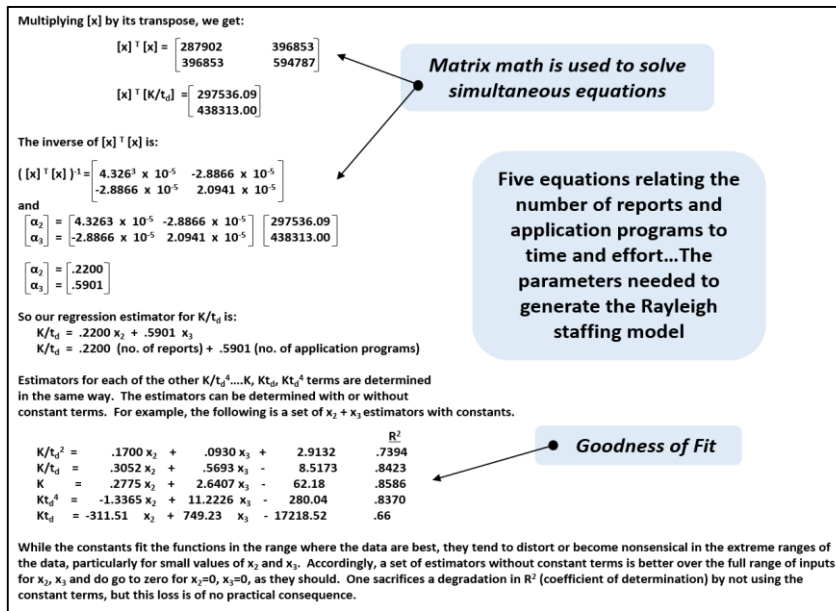 Multiplying [x] by its transpose, we get:
[x] ᵀ [x] = [287902 396853
396853 594787]
[x] ᵀ [K/t_d] = [297536.09
438313.00]
Matrix math is used to solve
simultaneous equations
The inverse of [x] ᵀ [x] is:
( [x] ᵀ [x] )⁻¹ = [4.326³ x 10⁻⁵ -2.8866 x 10⁻⁵
-2.8866 x 10⁻⁵ 2.0941 x 10⁻⁵]
and
[α₂] = [4.3263 x 10⁻⁵ -2.8866 x 10⁻⁵] [297536.09]
[α₃] = [-2.8866 x 10⁻⁵ 2.0941 x 10⁻⁵] [438313.00]
[α₂] = [.2200]
[α₃] = [.5901]
Five equations relating the
number of reports and
application programs to
time and effort...The
parameters needed to
generate the Rayleigh
staffing model
So our regression estimator for K/t_d is:
K/t_d = .2200 x₂ + .5901 x₃
K/t_d = .2200 (no. of reports) + .5901 (no. of application programs)
Estimators for each of the other K/t_d⁴....K, Kt_d, Kt_d⁴ terms are determined
in the same way. The estimators can be determined with or without
constant terms. For example, the following is a set of x₂ + x₃ estimators with constants.
R²
K/t_d² = .1700 x₂ + .0930 x₃ + 2.9132 .7394
K/t_d = .3052 x₂ + .5693 x₃ - 8.5173 .8423
K = .2775 x₂ + 2.6407 x₃ - 62.18 .8586
Kt_d⁴ = -1.3365 x₂ + 11.2226 x₃ - 280.04 .8370
Kt_d = -311.51 x₂ + 749.23 x₃ - 17218.52 .66
Goodness of Fit
While the constants fit the functions in the range where the data are best, they tend to distort or become nonsensical in the extreme ranges of
the data, particularly for small values of x₂ and x₃. Accordingly, a set of estimators without constant terms is better over the full range of inputs
for x₂, x₃ and do go to zero for x₂=0, x₃=0, as they should. One sacrifices a degradation in R² (coefficient of determination) by not using the
constant terms, but this loss is of no practical consequence.